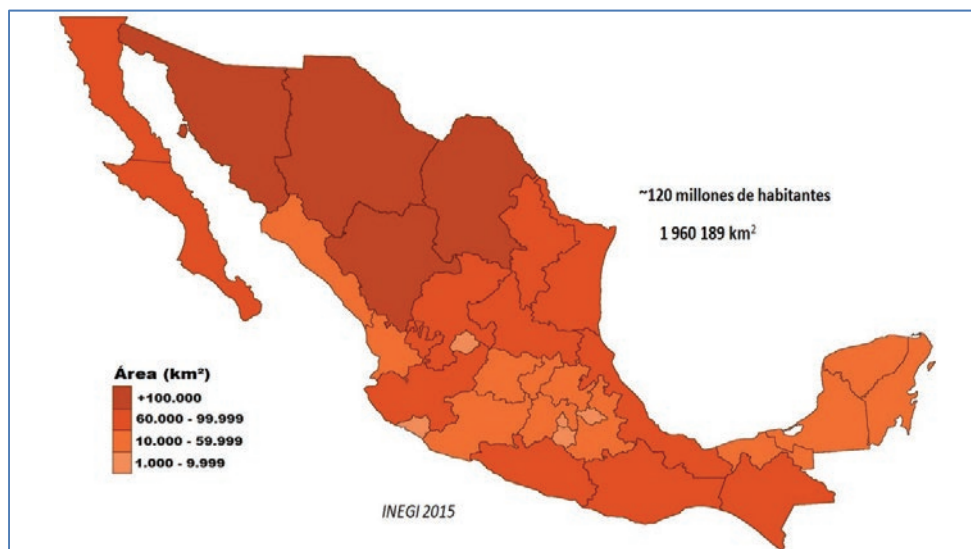 ~120 millones de habitantes
1 960 189 km²
Área (km²)
+100.000
60.000 - 99.999
10.000 - 59.999
1.000 - 9.999
INEGI 2015